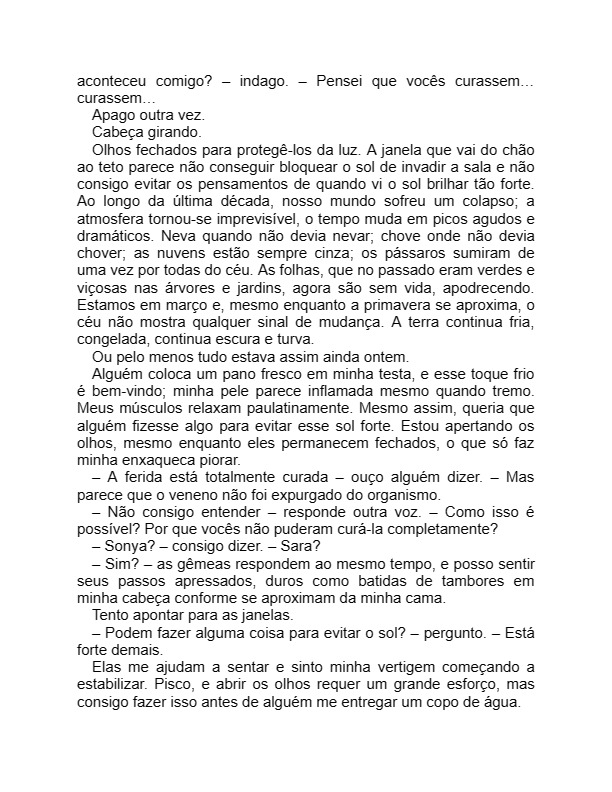 aconteceu comigo? – indago. – Pensei que vocês curassem…
curassem…
Apago outra vez.
Cabeça girando.
Olhos fechados para protegê-los da luz. A janela que vai do chão
ao teto parece não conseguir bloquear o sol de invadir a sala e não
consigo evitar os pensamentos de quando vi o sol brilhar tão forte.
Ao longo da última década, nosso mundo sofreu um colapso; a
atmosfera tornou-se imprevisível, o tempo muda em picos agudos e
dramáticos. Neva quando não devia nevar; chove onde não devia
chover; as nuvens estão sempre cinza; os pássaros sumiram de
uma vez por todas do céu. As folhas, que no passado eram verdes e
viçosas nas árvores e jardins, agora são sem vida, apodrecendo.
Estamos em março e, mesmo enquanto a primavera se aproxima, o
céu não mostra qualquer sinal de mudança. A terra continua fria,
congelada, continua escura e turva.
Ou pelo menos tudo estava assim ainda ontem.
Alguém coloca um pano fresco em minha testa, e esse toque frio
é bem-vindo; minha pele parece inflamada mesmo quando tremo.
Meus músculos relaxam paulatinamente. Mesmo assim, queria que
alguém fizesse algo para evitar esse sol forte. Estou apertando os
olhos, mesmo enquanto eles permanecem fechados, o que só faz
minha enxaqueca piorar.
– A ferida está totalmente curada – ouço alguém dizer. – Mas
parece que o veneno não foi expurgado do organismo.
– Não consigo entender – responde outra voz. – Como isso é
possível? Por que vocês não puderam curá-la completamente?
– Sonya? – consigo dizer. – Sara?
– Sim? – as gêmeas respondem ao mesmo tempo, e posso sentir
seus passos apressados, duros como batidas de tambores em
minha cabeça conforme se aproximam da minha cama.
Tento apontar para as janelas.
– Podem fazer alguma coisa para evitar o sol? – pergunto. – Está
forte demais.
Elas me ajudam a sentar e sinto minha vertigem começando a
estabilizar. Pisco, e abrir os olhos requer um grande esforço, mas
consigo fazer isso antes de alguém me entregar um copo de água.